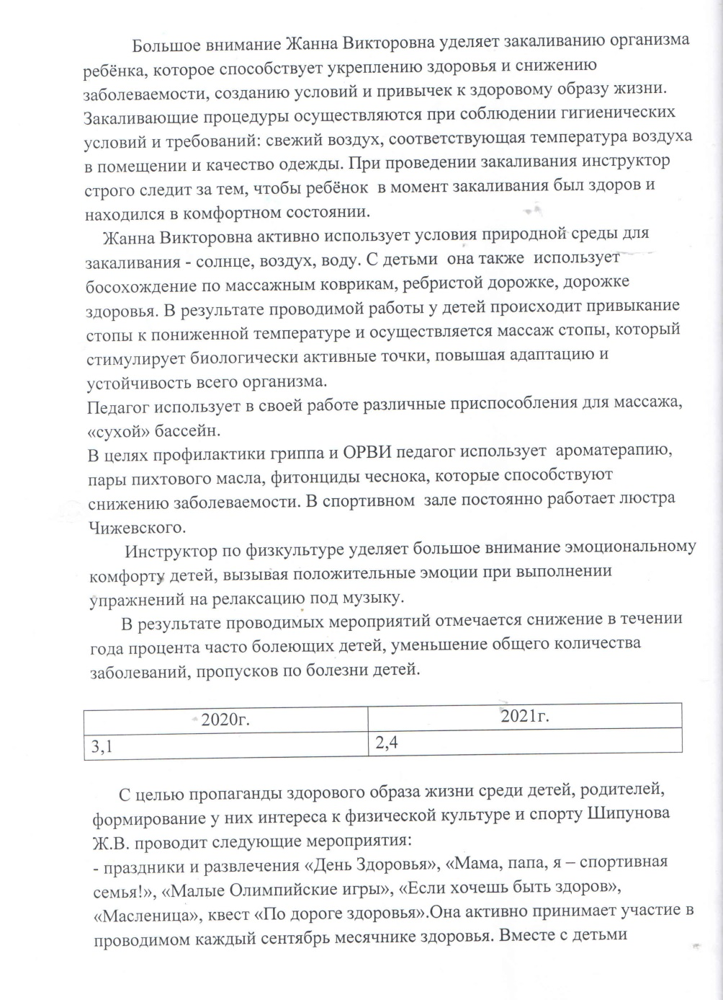 Большое внимание Жанна Викторовна уделяет закаливанию организма
ребёнка, которое способствует укреплению здоровья и снижению
заболеваемости, созданию условий и привычек к здоровому образу жизни.
Закаливающие процедуры осуществляются при соблюдении гигиенических
условий и требований: свежий воздух, соответствующая температура воздуха
в помещении и качество одежды. При проведении закаливания инструктор
строго следит за тем, чтобы ребёнок  в момент закаливания был здоров и
находился в комфортном состоянии.
Жанна Викторовна активно использует условия природной среды для
закаливания - солнце, воздух, воду. С детьми  она также  использует
босохождение по массажным коврикам, ребристой дорожке, дорожке
здоровья. В результате проводимой работы у детей происходит привыкание
стопы к пониженной температуре и осуществляется массаж стопы, который
стимулирует биологически активные точки, повышая адаптацию и
устойчивость всего организма.
Педагог использует в своей работе различные приспособления для массажа,
«сухой» бассейн.
В целях профилактики гриппа и ОРВИ педагог использует  ароматерапию,
пары пихтового масла, фитонциды чеснока, которые способствуют
снижению заболеваемости. В спортивном  зале постоянно работает люстра
Чижевского.
Инструктор по физкультуре уделяет большое внимание эмоциональному
комфорту детей, вызывая положительные эмоции при выполнении
упражнений на релаксацию под музыку.
В результате проводимых мероприятий отмечается снижение в течении
года процента часто болеющих детей, уменьшение общего количества
заболеваний, пропусков по болезни детей.
2020г. 2021г.
3,1 2,4
С целью пропаганды здорового образа жизни среди детей, родителей,
формирование у них интереса к физической культуре и спорту Шипунова
Ж.В. проводит следующие мероприятия:
- праздники и развлечения «День Здоровья», «Мама, папа, я – спортивная
семья!», «Малые Олимпийские игры», «Если хочешь быть здоров»,
«Масленица», квест «По дороге здоровья».Она активно принимает участие в
проводимом каждый сентябрь месячнике здоровья. Вместе с детьми